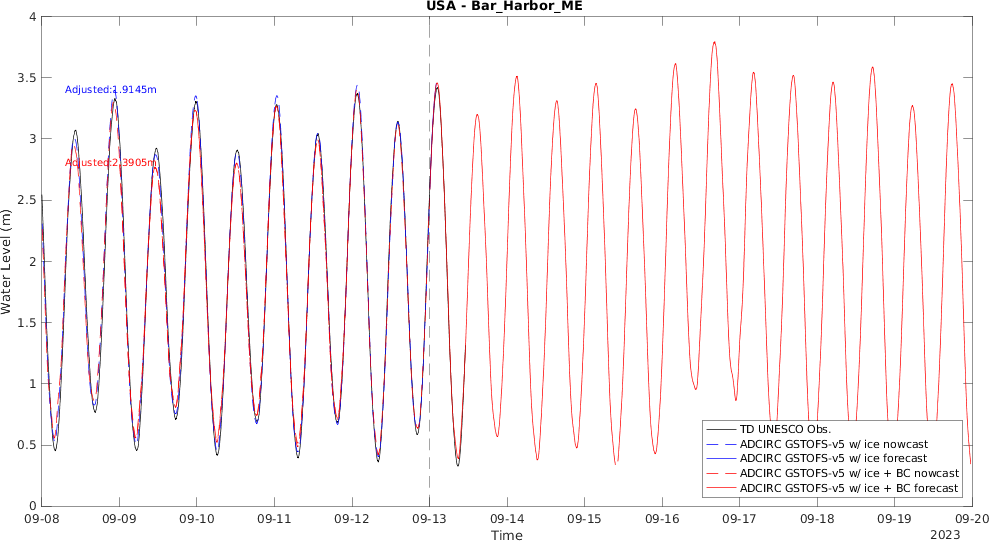 USA - Bar_Harbor_ME
4
3.5
3
2.5
2
1.5
1
0.5
0
Water Level (m)
Adjusted:1.9145m
Adjusted:2.3905m
TD UNESCO Obs.
ADCIRC GSTOFS-v5 w/ ice nowcast
ADCIRC GSTOFS-v5 w/ ice forecast
ADCIRC GSTOFS-v5 w/ ice + BC nowcast
ADCIRC GSTOFS-v5 w/ ice + BC forecast
09-08 09-09 09-10 09-11 09-12 09-13 09-14 09-15 09-16 09-17 09-18 09-19 09-20
Time
2023